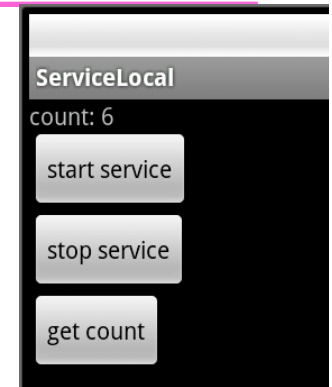 ServiceLocal
count: 6
start service
stop service
get count